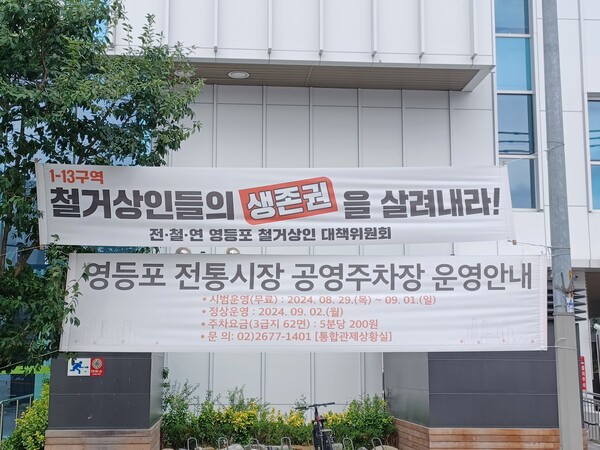 1-13구역
철거상인들의 생존권 을 살려내라!
전·철·연 영등포 철거상인 대책위원회
영등포 전통시장 공영주차장 운영안내
• 시범운영(무료) : 2024. 08. 29.(목) ~ 09. 01.(일)
• 정상운영 : 2024. 09. 02.(월)
• 주차요금(3급지 62면) : 5분당 200원
• 문 의: 02)2677-1401 [통합관제상황실]